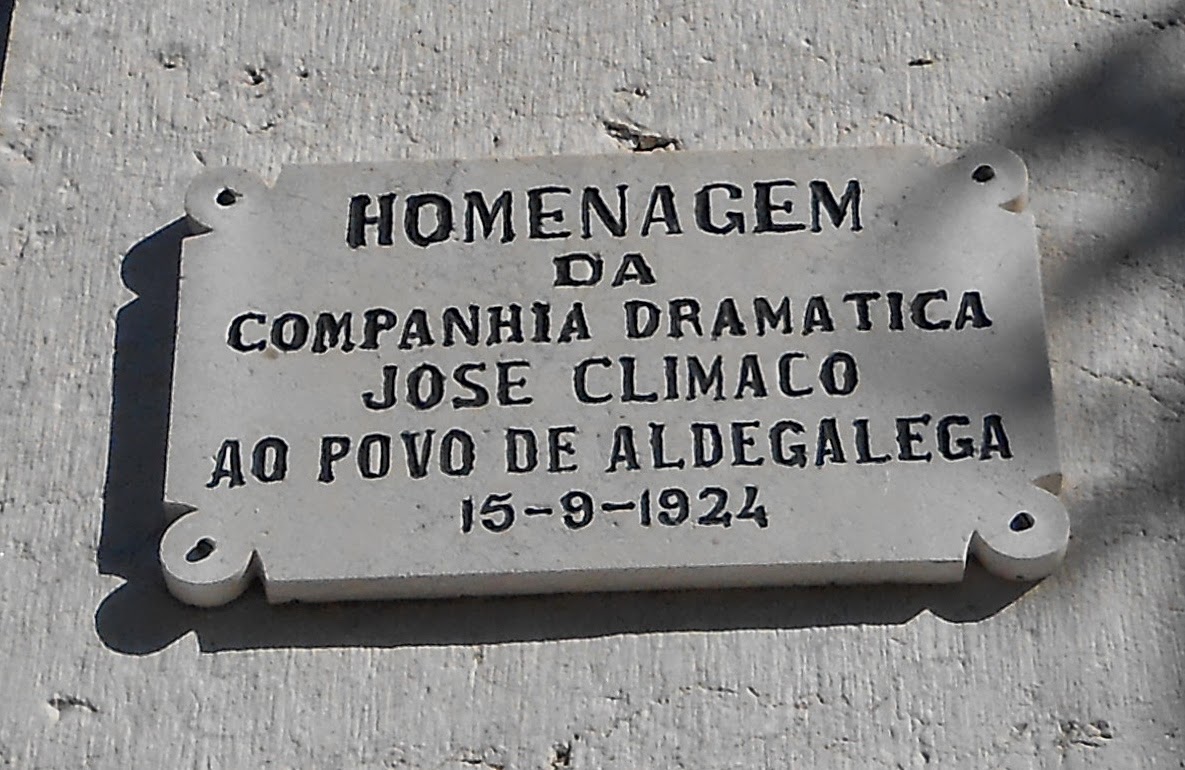 HOMENAGEM
DA
COMPANHIA DRAMATICA
JOSE CLIMACO
AO POVO DE ALDEGALEGA
15-9-1924